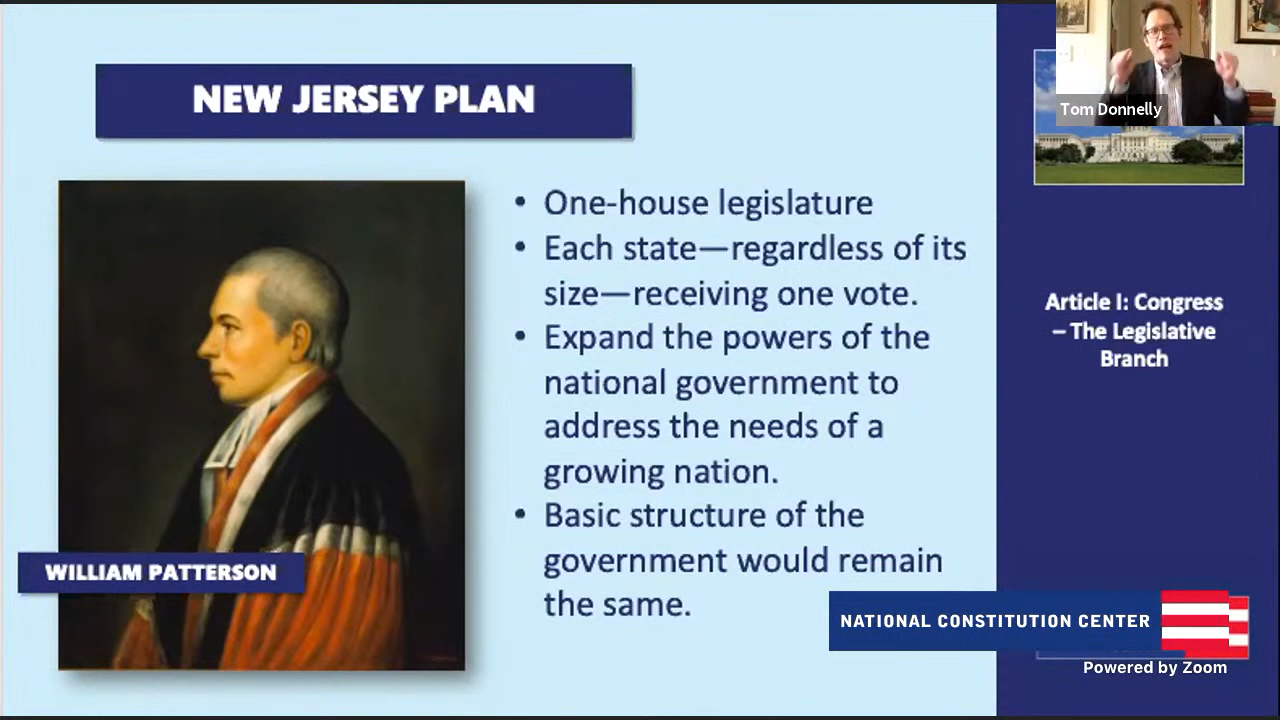 NEW JERSEY PLAN
Tom Donnelly
• One-house legislature
• Each state—regardless of its
size—receiving one vote.
• Expand the powers of the
national government to
address the needs of a
growing nation.
• Basic structure of the
government would remain
the same.
WILLIAM PATTERSON
Article I: Congress
– The Legislative
Branch
NATIONAL CONSTITUTION CENTER
Powered by Zoom